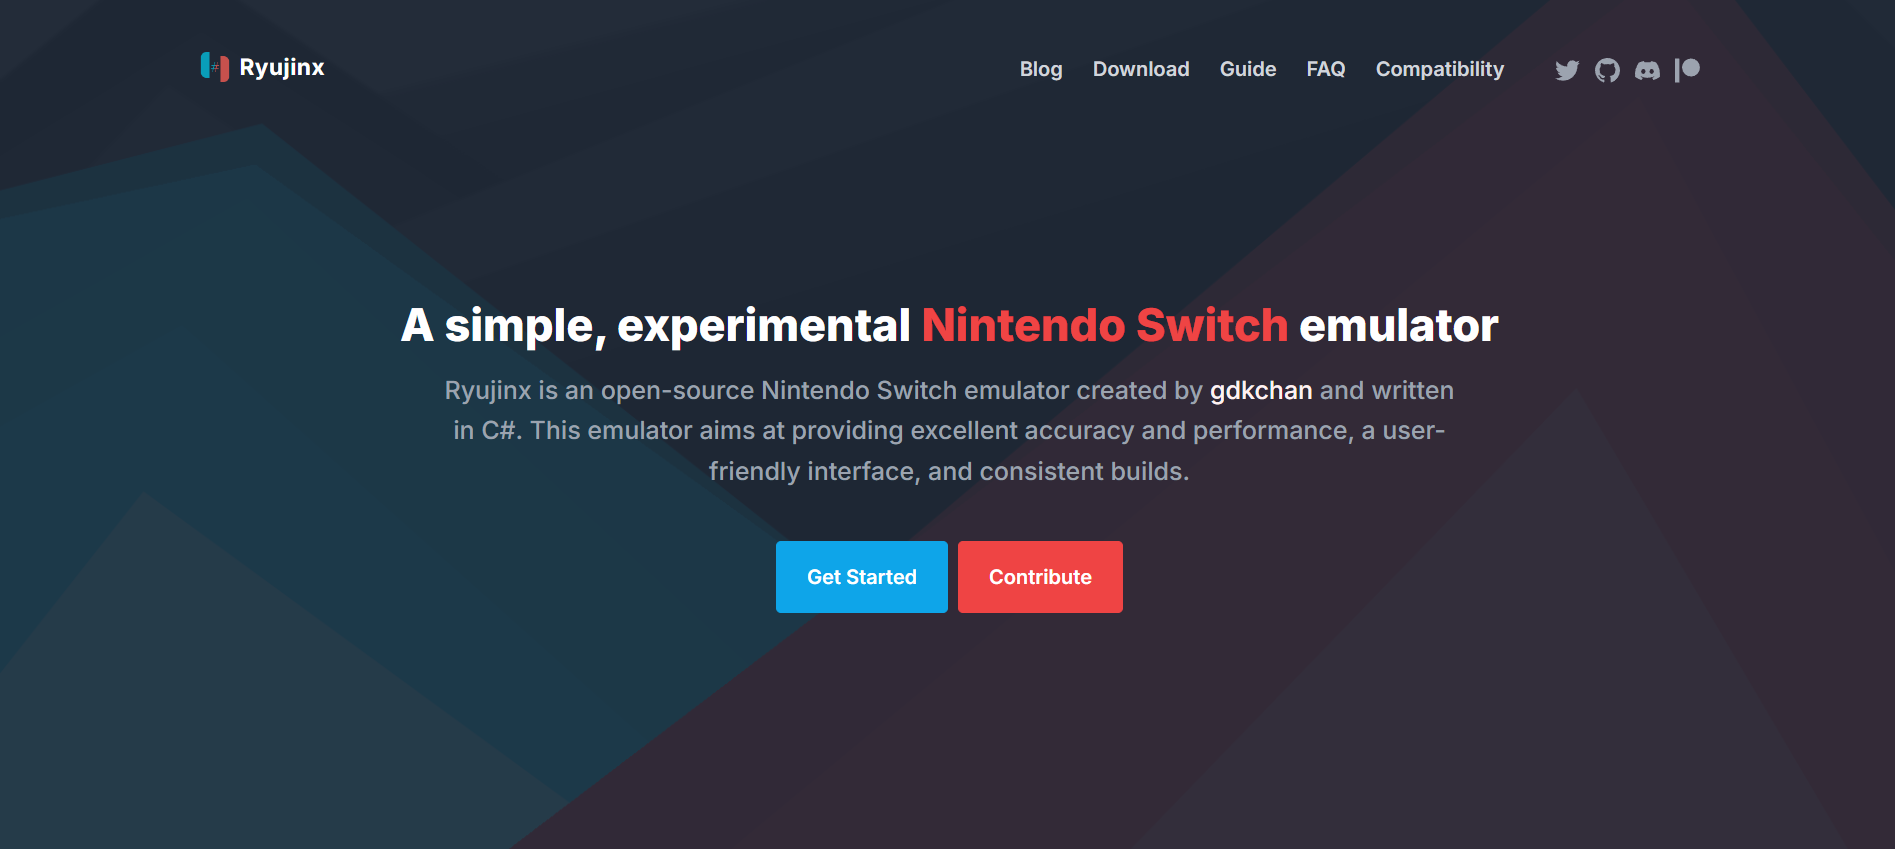 # Ryujinx
Blog Download Guide FAQ Compatibility
A simple, experimental Nintendo Switch emulator
Ryujinx is an open-source Nintendo Switch emulator created by gdkchan and written
in C#. This emulator aims at providing excellent accuracy and performance, a user-
friendly interface, and consistent builds.
Get Started Contribute